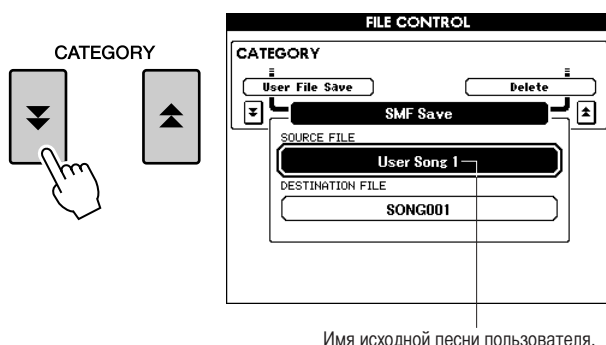 FILE CONTROL
CATEGORY
CATEGORY
User File Save
Delete
SMF Save
SOURCE FILE
User Song 1
DESTINATION FILE
SONG001
Имя исходной песни пользователя.